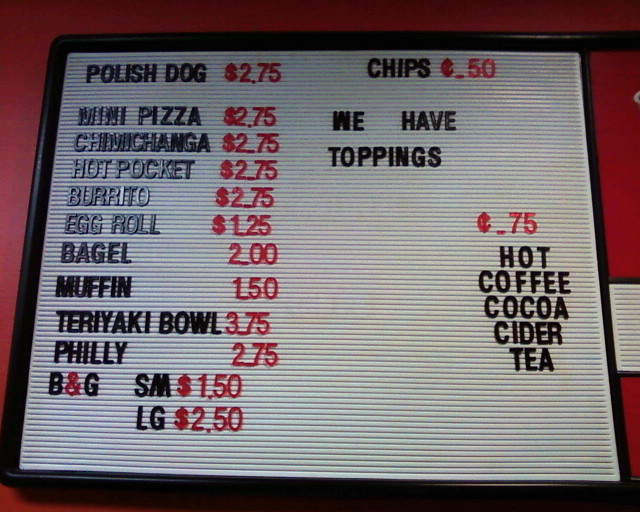 POLISH DOG $2.75
MINI PIZZA $2.75
CHIMICHANGA $2.75
HOT POCKET $2.75
BURRITO $2.75
EGG ROLL $1.25
BAGEL 2.00
MUFFIN 1.50
TERIYAKI BOWL 3.75
PHILLY 2.75
B&G SM $1.50
LG $2.50
CHIPS ¢.50
WE HAVE
TOPPINGS
¢.75
HOT
COFFEE
COCOA
CIDER
TEA